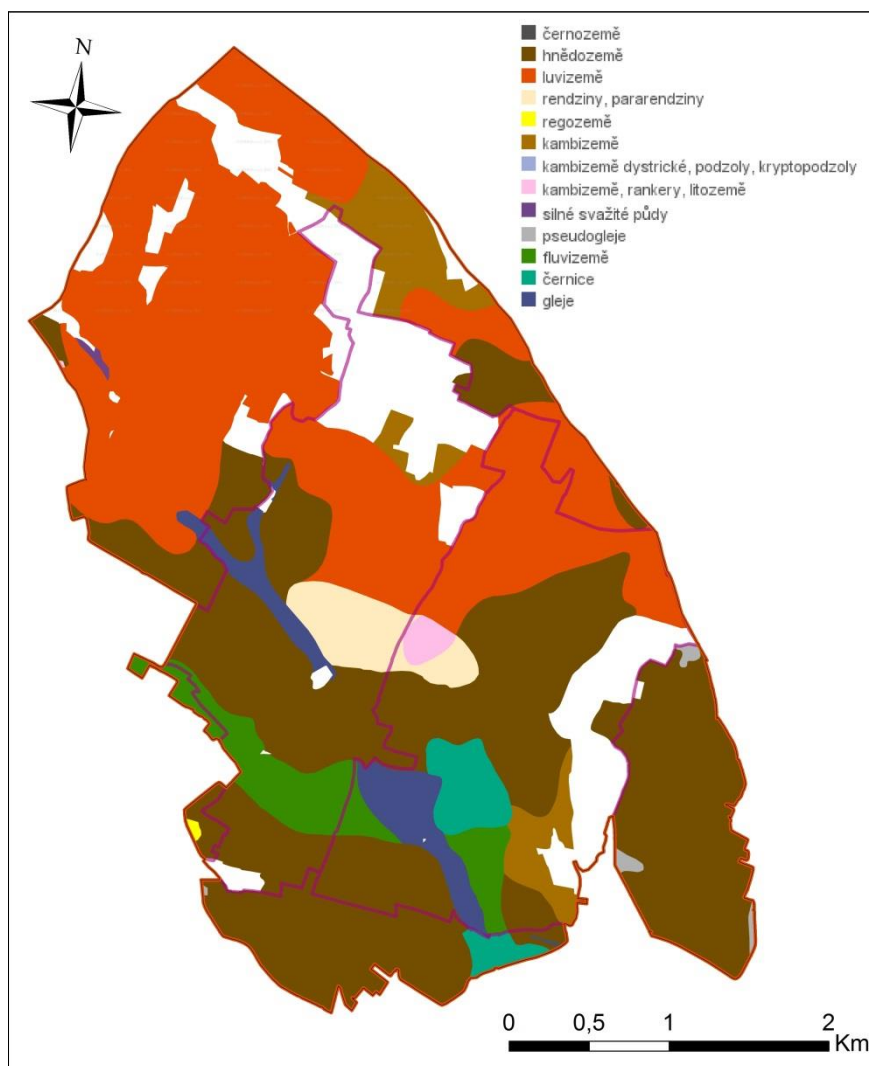 N
černozemě
hnědozemě
luvizemě
rendziny, pararendziny
regozemě
kambizemě
kambizemě dystrické, podzoly, kryptopodzoly
kambizemě, rankery, litozemě
silné svažité půdy
pseudogleje
fluvizemě
černice
gleje
0 0,5 1 2
Km